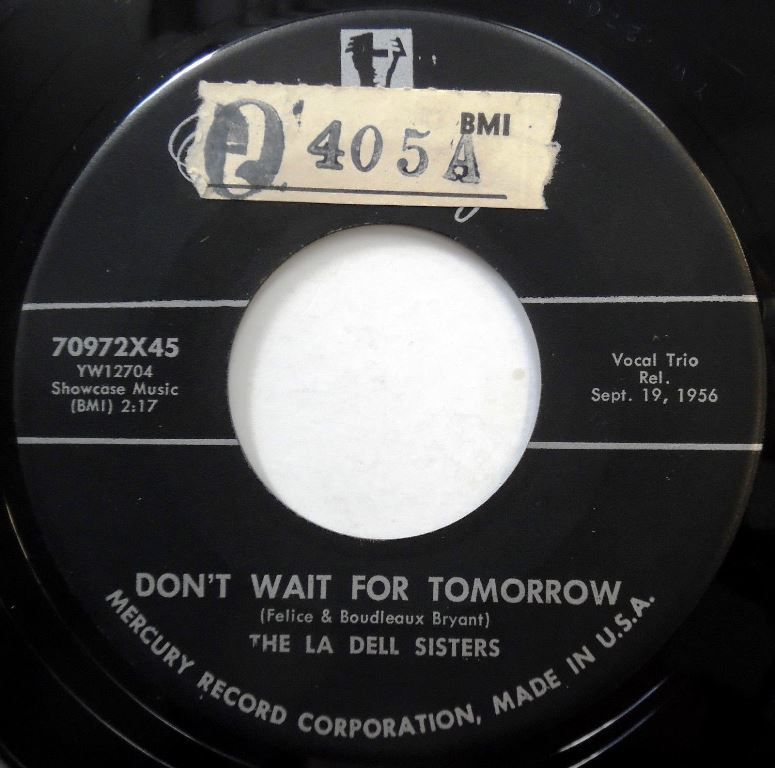 BMI
405A
70972X45
YW12704
Showcase Music
(BMI) 2:17
Vocal Trio
Rel.
Sept. 19, 1956
DON'T WAIT FOR TOMORROW
(Felice & Boudleaux Bryant)
THE LA DELL SISTERS
MERCURY RECORD CORPORATION, MADE IN U.S.A.